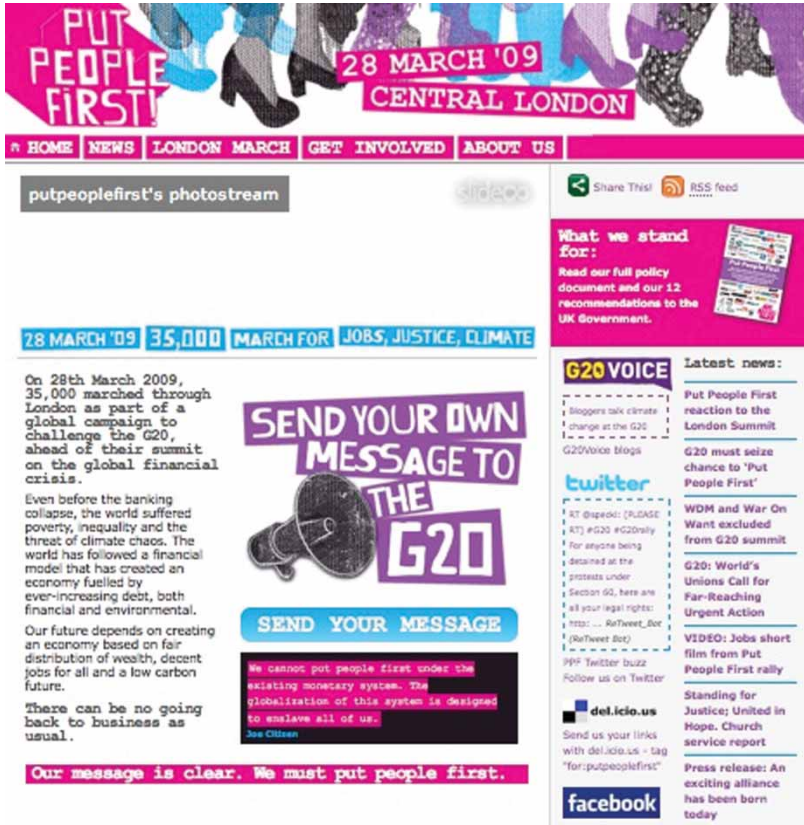 PUT
PEOPLE
FIRST!
28 MARCH '09
CENTRAL LONDON
HOME NEWS LONDON MARCH GET INVOLVED ABOUT US
putpeoplefirst's photostream
slide
Share This!
RSS feed
What we stand
for:
Read our full policy
document and our 12
recommendations to the
UK Government.
Put People First
28 MARCH '09 35,000 MARCH FOR JOBS, JUSTICE, CLIMATE
On 28th March 2009,
35,000 marched through
London as part of a
global campaign to
challenge the G20,
ahead of their summit
on the global financial
crisis.
Even before the banking
collapse, the world suffered
poverty, inequality and the
threat of climate chaos. The
world has followed a financial
model that has created an
economy fuelled by
ever-increasing debt, both
financial and environmental.
Our future depends on creating
an economy based on fair
distribution of wealth, decent
jobs for all and a low carbon
future.
There can be no going
back to business as
usual.
SEND YOUR OWN
MESSAGE TO
THE
G20
SEND YOUR MESSAGE
We cannot put people first under the
existing monetary system. The
globalization of this system is designed
to enslave all of us.
Joe Citizen
Our message is clear. We must put people first.
G20 VOICE
Bloggers talk climate
change at the G20
G20Voice blogs
twitter
RT @specki: (PLEASE
RT) #G20 #G20rally
For anyone being
detained at the
protests under
Section 60, here are
all your legal rights:
http: ... ReTweet_Bot
(ReTweet Bot)
PPF Twitter buzz
Follow us on Twitter
del.icio.us
Send us your links
with del.icio.us - tag
"for:putpeoplefirst"
facebook
Latest news:
Put People First
reaction to the
London Summit
G20 must seize
chance to 'Put
People First'
WDM and War On
Want excluded
from G20 summit
G20: World's
Unions Call for
Far-Reaching
Urgent Action
VIDEO: Jobs short
film from Put
People First rally
Standing for
Justice; United in
Hope. Church
service report
Press release: An
exciting alliance
has been born
today